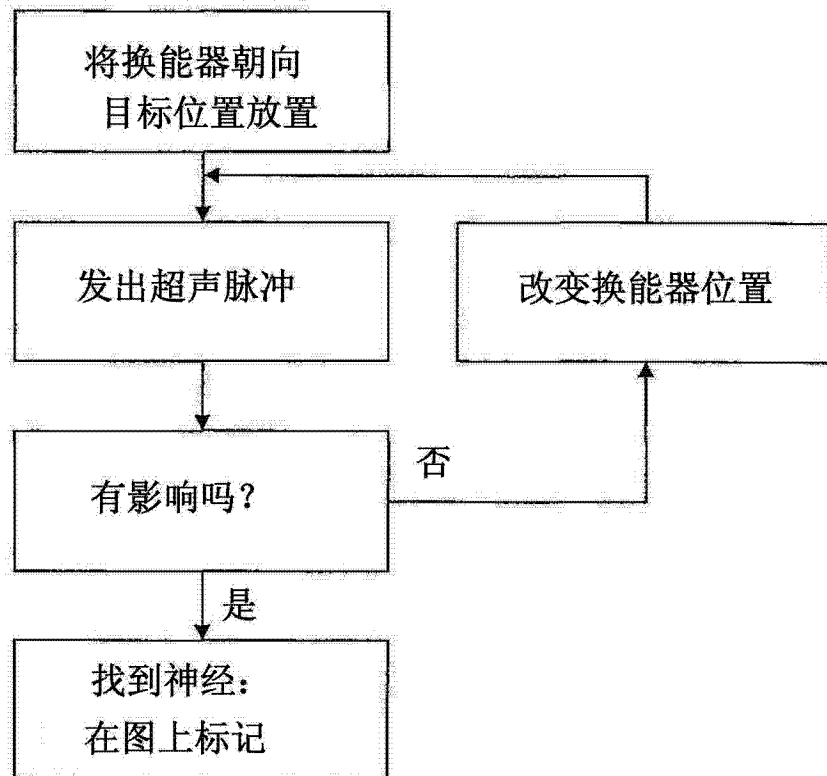 将换能器朝向
目标位置放置
发出超声脉冲
改变换能器位置
有影响吗？
否
是
找到神经：
在图上标记